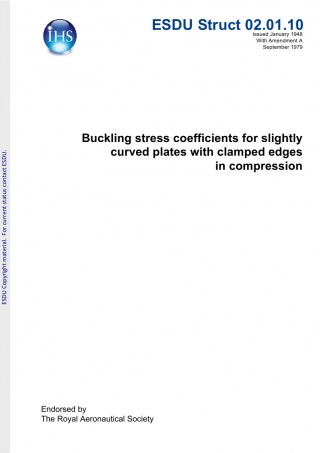 ESDU Struct 02.01.10
Issued January 1948
With Amendment A
September 1979
IHS
Buckling stress coefficients for slightly
curved plates with clamped edges
in compression
ESDU Copyright material. For current status contact ESDU.
Endorsed by
The Royal Aeronautical Society